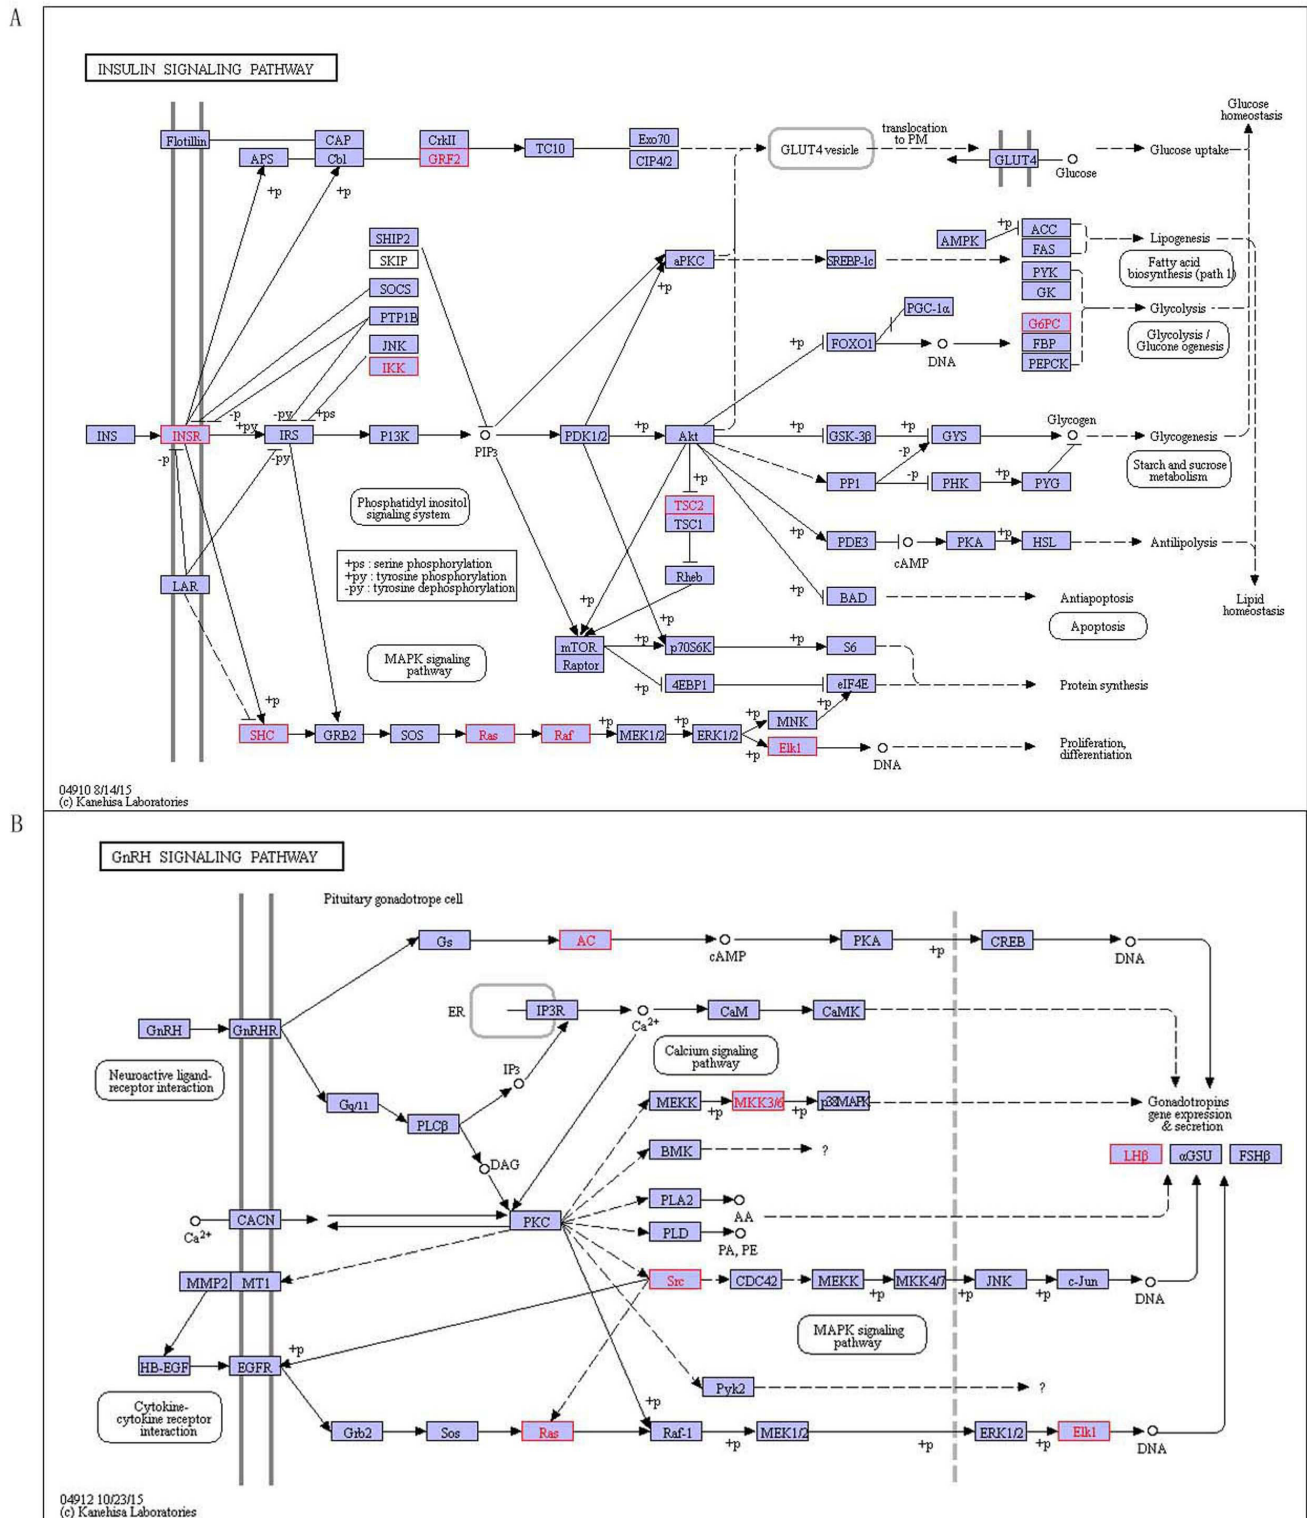 A
INSULIN SIGNALING PATHWAY
Flotillin
CAP
APS
Cbl
CrkII
GRF2
TC10
Exo70
CIP4/2
GLUT4 vesicle
translocation
to PM
GLUT4
Glucose
Glucose uptake
Glucose
homeostasis
+p
+p
SHIP2
SKIP
SOCS
PTP1B
JNK
IKK
aPKC
+p
SREBP-1c
AMPK
+p
ACC
FAS
PYK
GK
Lipogenesis
Fatty acid
biosynthesis (path 1)
Glycolysis
Glycolysis /
Glucone ogenesis
PGC-1α
FOXO1
+p
DNA
G6PC
FBP
PEPCK
INS
INSR
-p
+py
-py
+ps
IRS
PI3K
PIP3
PDK1/2
+p
Akt
+p
GSK-3β
+p
GYS
Glycogen
Glycogenesis
-p
-py
PP1
-p
-p
PHK
+p
PYG
Starch and sucrose
metabolism
Phosphatidyl inositol
signaling system
+p
TSC2
TSC1
+p
PDE3
cAMP
PKA
+p
HSL
Antilipolysis
+ps : serine phosphorylation
+py : tyrosine phosphorylation
-py : tyrosine dephosphorylation
LAR
Rheb
+p
BAD
Antiapoptosis
Apoptosis
Lipid
homeostasis
MAPK signaling
pathway
+p
mTOR
Raptor
+p
+p
p70S6K
+p
S6
+p
4EBP1
eIF4E
Protein synthesis
+p
SHC
GRB2
SOS
Ras
Raf
+p
MEK1/2
+p
ERK1/2
+p
MNK
+p
+p
Elk1
DNA
Proliferation,
differentiation
04910 8/14/15
(c) Kanehisa Laboratories
B
GnRH SIGNALING PATHWAY
Pituitary gonadotrope cell
Gs
AC
cAMP
PKA
+p
CREB
DNA
ER
IP3R
Ca2+
CaM
CaMK
GnRH
GnRHR
Calcium signaling
pathway
Neuroactive ligand-
receptor interaction
IP3
Gq/11
PLCβ
MEKK
+p
MKK3/6
+p
p38MAPK
Gonadotropins
gene expression
& secretion
DAG
BMK
?
LHβ
αGSU
FSHβ
CACN
Ca2+
PKC
PLA2
AA
PLD
PA, PE
MMP2
MT1
Src
CDC42
MEKK
+p
MKK4/7
+p
JNK
+p
c-Jun
DNA
MAPK signaling
pathway
HB-EGF
EGFR
+p
Cytokine-
cytokine receptor
interaction
Pyk2
?
Grb2
Sos
Ras
+p
Raf-1
+p
MEK1/2
+p
ERK1/2
+p
Elk1
DNA
04912 10/23/15
(c) Kanehisa Laboratories